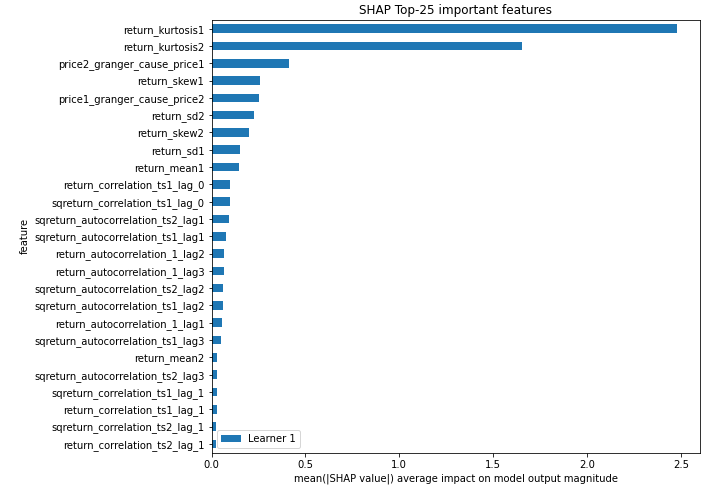 SHAP Top-25 important features
return_kurtosis1
return_kurtosis2
price2_granger_cause_price1
return_skew1
price1_granger_cause_price2
return_sd2
return_skew2
return_sd1
return_mean1
return_correlation_ts1_lag_0
sqreturn_correlation_ts1_lag_0
sqreturn_autocorrelation_ts2_lag1
sqreturn_autocorrelation_ts1_lag1
return_autocorrelation_1_lag2
return_autocorrelation_1_lag3
sqreturn_autocorrelation_ts2_lag2
sqreturn_autocorrelation_ts1_lag2
return_autocorrelation_1_lag1
sqreturn_autocorrelation_ts1_lag3
return_mean2
sqreturn_autocorrelation_ts2_lag3
sqreturn_correlation_ts1_lag_1
return_correlation_ts1_lag_1
sqreturn_correlation_ts2_lag_1
return_correlation_ts2_lag_1
feature
Learner 1
0.0 0.5 1.0 1.5 2.0 2.5
mean(|SHAP value|) average impact on model output magnitude